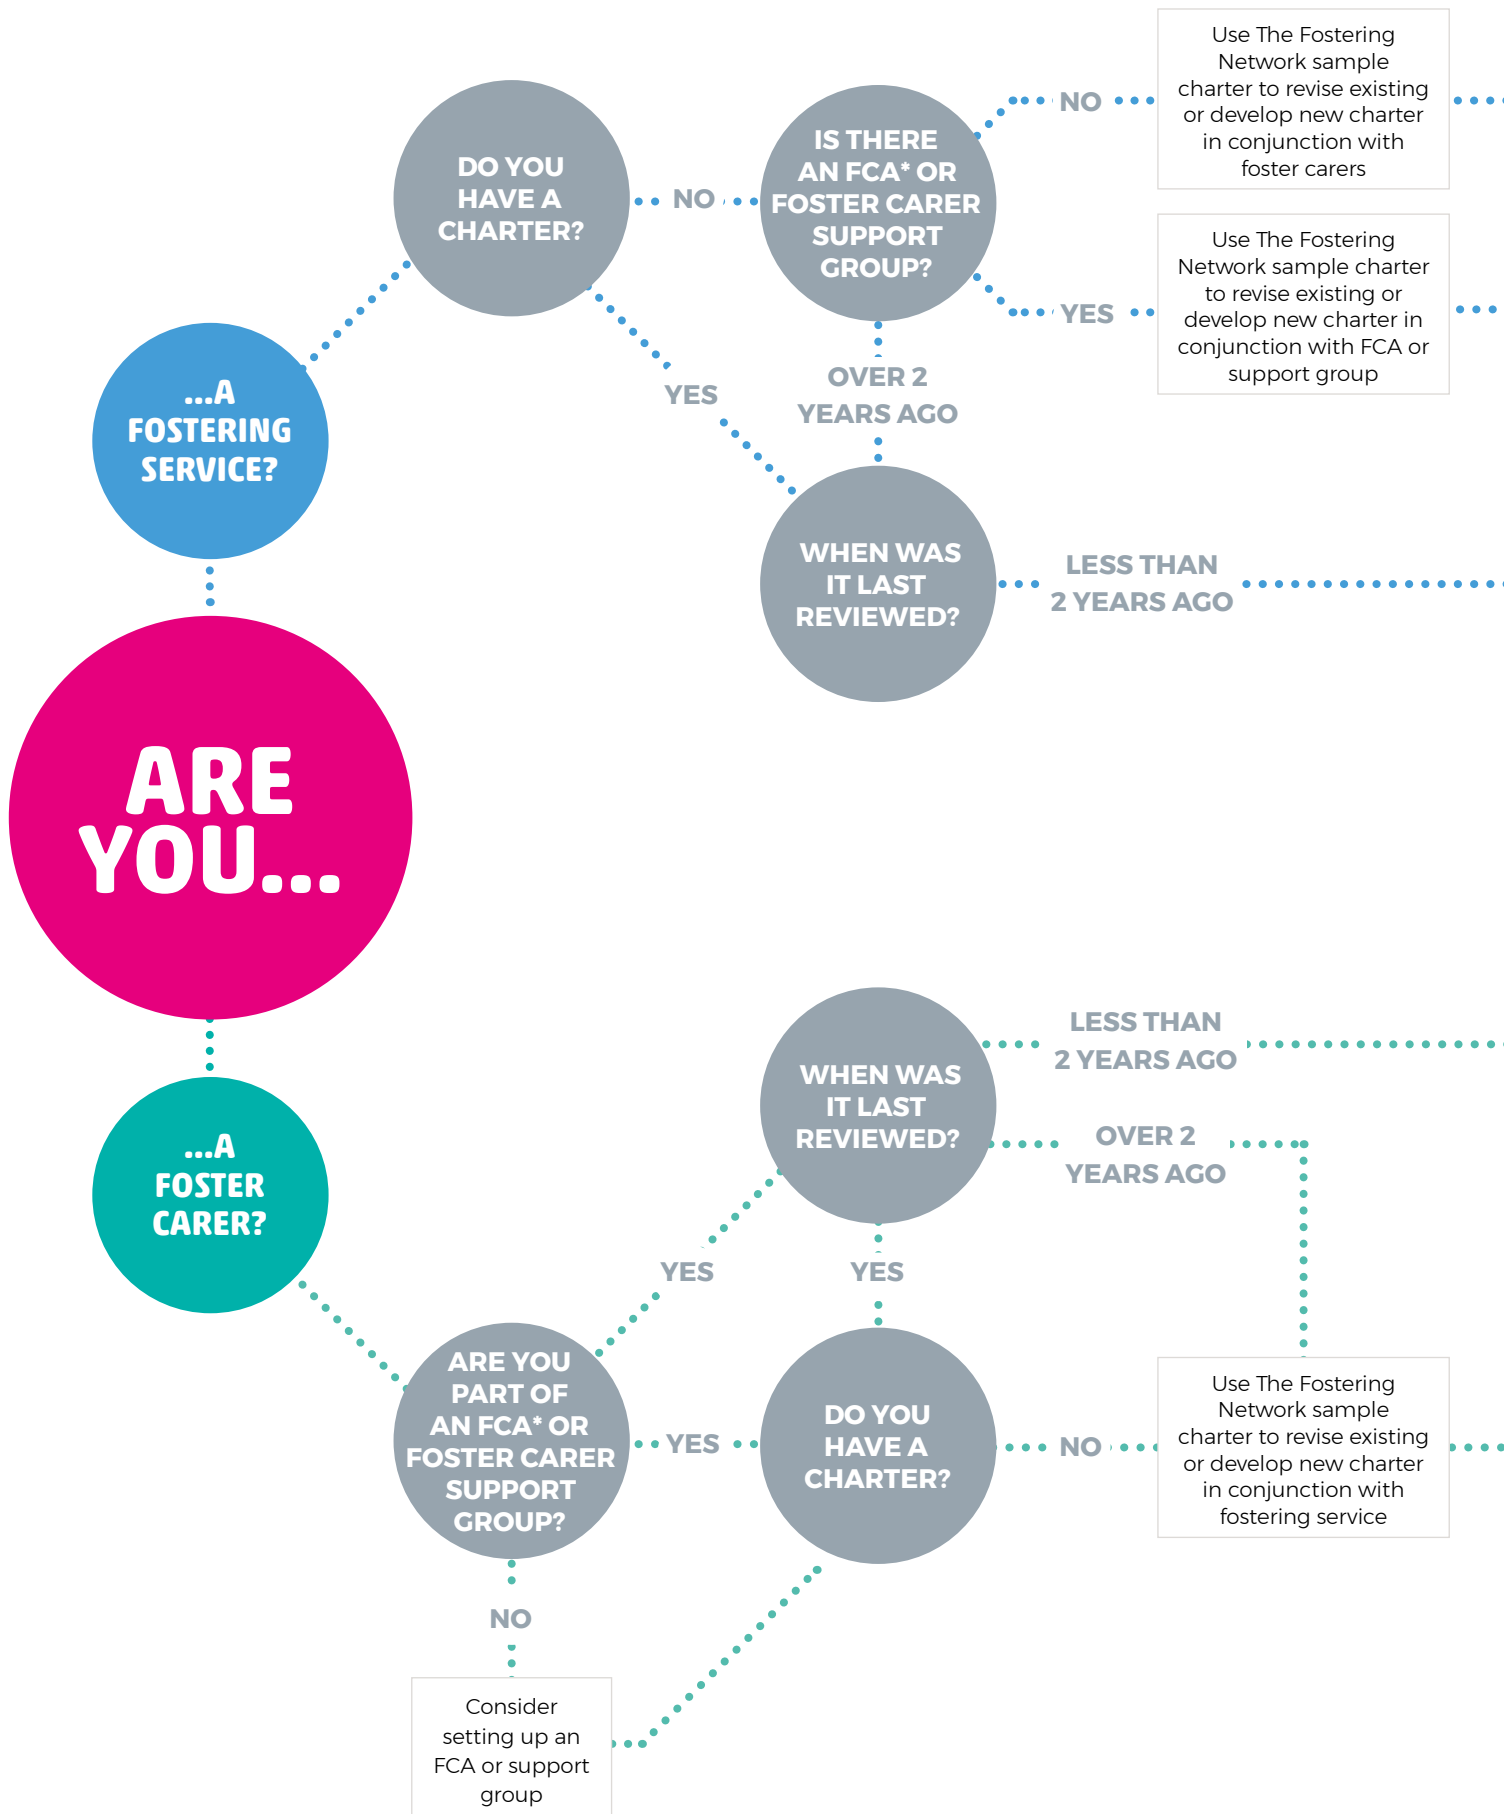 Use The Fostering
Network sample
charter to revise existing
or develop new charter
in conjunction with
foster carers
NO
DO YOU
HAVE A
CHARTER?
NO
IS THERE
AN FCA* OR
FOSTER CARER
SUPPORT
GROUP?
YES
Use The Fostering
Network sample charter
to revise existing or
develop new charter in
conjunction with FCA or
support group
YES
OVER 2
YEARS AGO
...A
FOSTERING
SERVICE?
WHEN WAS
IT LAST
REVIEWED?
LESS THAN
2 YEARS AGO
ARE
YOU...
WHEN WAS
IT LAST
REVIEWED?
LESS THAN
2 YEARS AGO
OVER 2
YEARS AGO
...A
FOSTER
CARER?
YES
YES
ARE YOU
PART OF
AN FCA* OR
FOSTER CARER
SUPPORT
GROUP?
YES
DO YOU
HAVE A
CHARTER?
NO
Use The Fostering
Network sample
charter to revise existing
or develop new charter
in conjunction with
fostering service
NO
Consider
setting up an
FCA or support
group